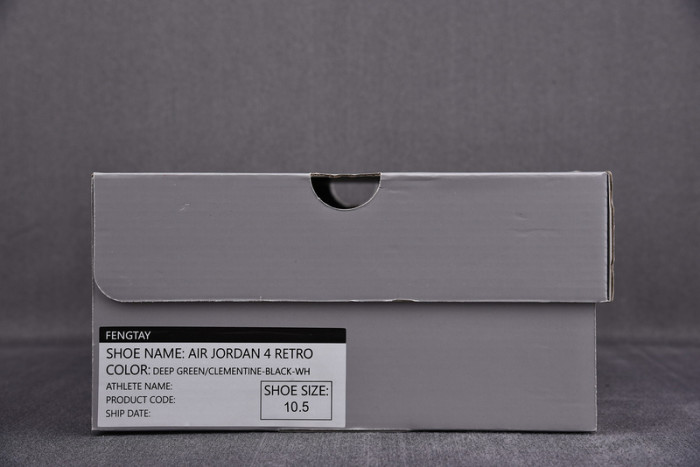 FENGTAY
SHOE NAME: AIR JORDAN 4 RETRO
COLOR: DEEP GREEN/CLEMENTINE-BLACK-WH
ATHLETE NAME:
PRODUCT CODE:
SHIP DATE:
SHOE SIZE:
10.5